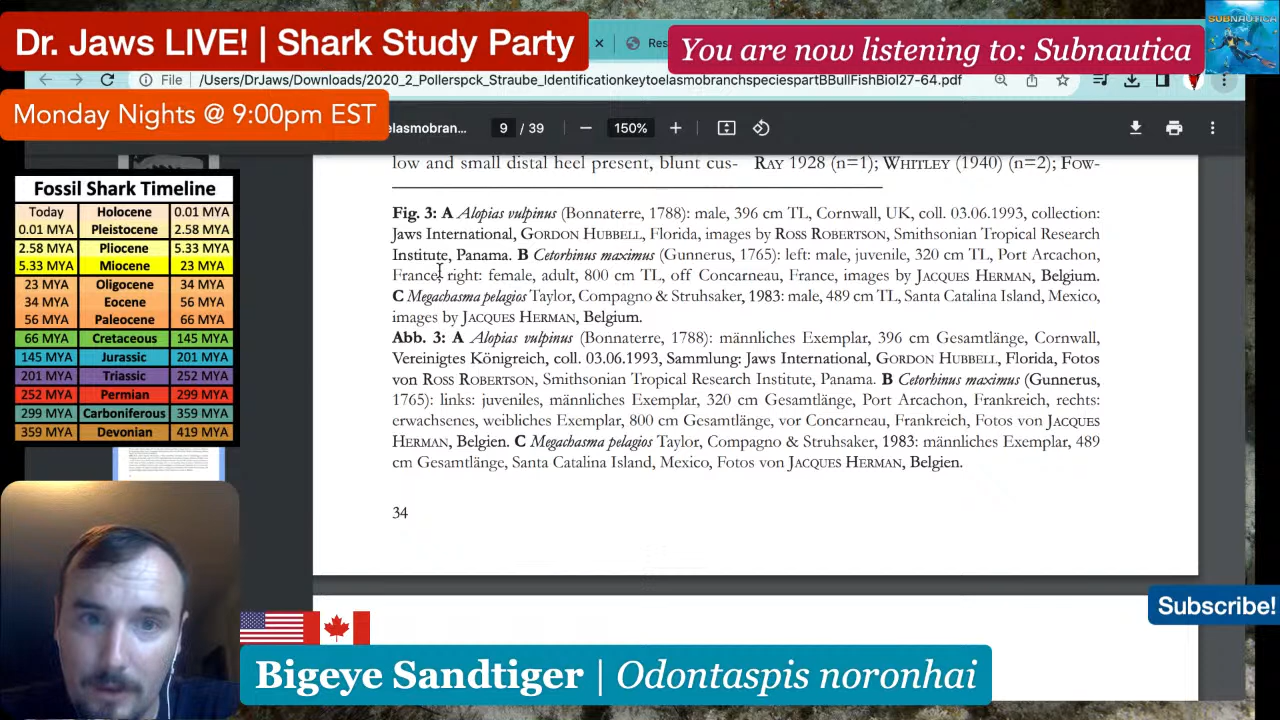 Dr. Jaws LIVE! | Shark Study Party
Res
You are now listening to: Subnautica
SUBNAUTICA
File
/Users/DrJaws/Downloads/2020_2_Pollerspck_Straube_IdentificationkeytoelasmobranchspeciespartBBullFishBiol27-64.pdf
Monday Nights @ 9:00pm EST
elasmobran...
9 / 39
150%
Fossil Shark Timeline
Today Holocene 0.01 MYA
0.01 MYA Pleistocene 2.58 MYA
2.58 MYA Pliocene 5.33 MYA
5.33 MYA Miocene 23 MYA
23 MYA Oligocene 34 MYA
34 MYA Eocene 56 MYA
56 MYA Paleocene 66 MYA
66 MYA Cretaceous 145 MYA
145 MYA Jurassic 201 MYA
201 MYA Triassic 252 MYA
252 MYA Permian 299 MYA
299 MYA Carboniferous 359 MYA
359 MYA Devonian 419 MYA
low and small distal heel present, blunt cus-
RAY 1928 (n=1); WHITLEY (1940) (n=2); FOW-
Fig. 3: A Alopias vulpinus (Bonnaterre, 1788): male, 396 cm TL, Cornwall, UK, coll. 03.06.1993, collection:
Jaws International, GORDON HUBBELL, Florida, images by ROSS ROBERTSON, Smithsonian Tropical Research
Institute, Panama. B Cetorhinus maximus (Gunnerus, 1765): left: male, juvenile, 320 cm TL, Port Arcachon,
France, right: female, adult, 800 cm TL, off Concarneau, France, images by JACQUES HERMAN, Belgium.
C Megachasma pelagios Taylor, Compagno & Struhsaker, 1983: male, 489 cm TL, Santa Catalina Island, Mexico,
images by JACQUES HERMAN, Belgium.
Abb. 3: A Alopias vulpinus (Bonnaterre, 1788): männliches Exemplar, 396 cm Gesamtlänge, Cornwall,
Vereinigtes Königreich, coll. 03.06.1993, Sammlung: Jaws International, GORDON HUBBELL, Florida, Fotos
von ROSS ROBERTSON, Smithsonian Tropical Research Institute, Panama. B Cetorhinus maximus (Gunnerus,
1765): links: juveniles, männliches Exemplar, 320 cm Gesamtlänge, Port Arcachon, Frankreich, rechts:
erwachsenes, weibliches Exemplar, 800 cm Gesamtlänge, vor Concarneau, Frankreich, Fotos von JACQUES
HERMAN, Belgien. C Megachasma pelagios Taylor, Compagno & Struhsaker, 1983: männliches Exemplar, 489
cm Gesamtlänge, Santa Catalina Island, Mexico, Fotos von JACQUES HERMAN, Belgien.
34
Subscribe!
Bigeye Sandtiger | Odontaspis noronhai